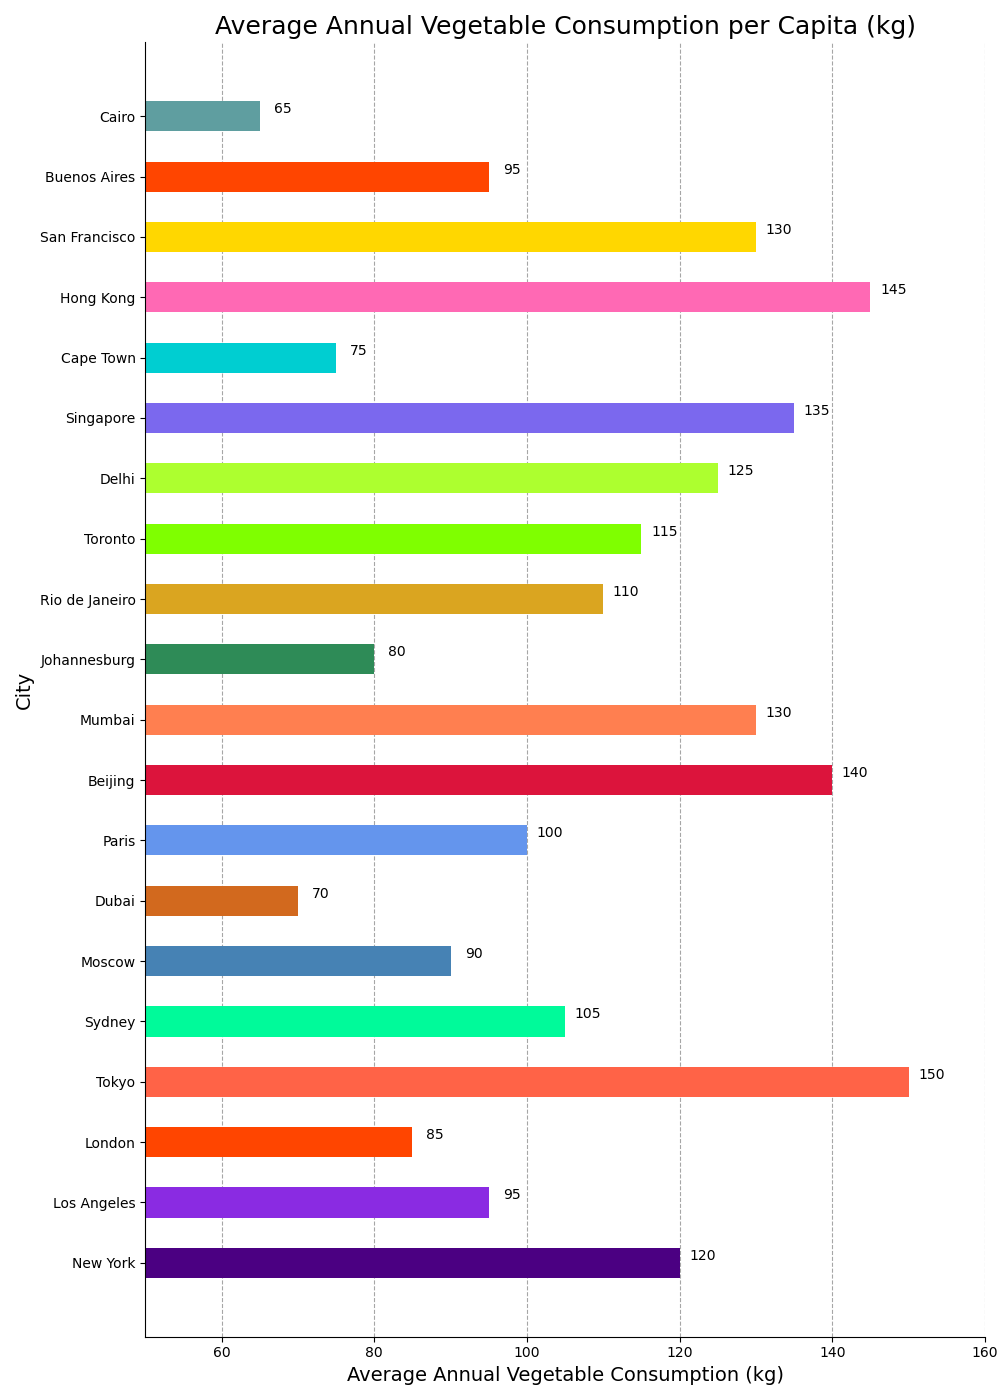 Average Annual Vegetable Consumption per Capita (kg)
Cairo 65
Buenos Aires 95
San Francisco 130
Hong Kong 145
Cape Town 75
Singapore 135
Delhi 125
Toronto 115
Rio de Janeiro 110
Johannesburg 80
City
Mumbai 130
Beijing 140
Paris 100
Dubai 70
Moscow 90
Sydney 105
Tokyo 150
London 85
Los Angeles 95
New York 120
60 80 100 120 140 160
Average Annual Vegetable Consumption (kg)